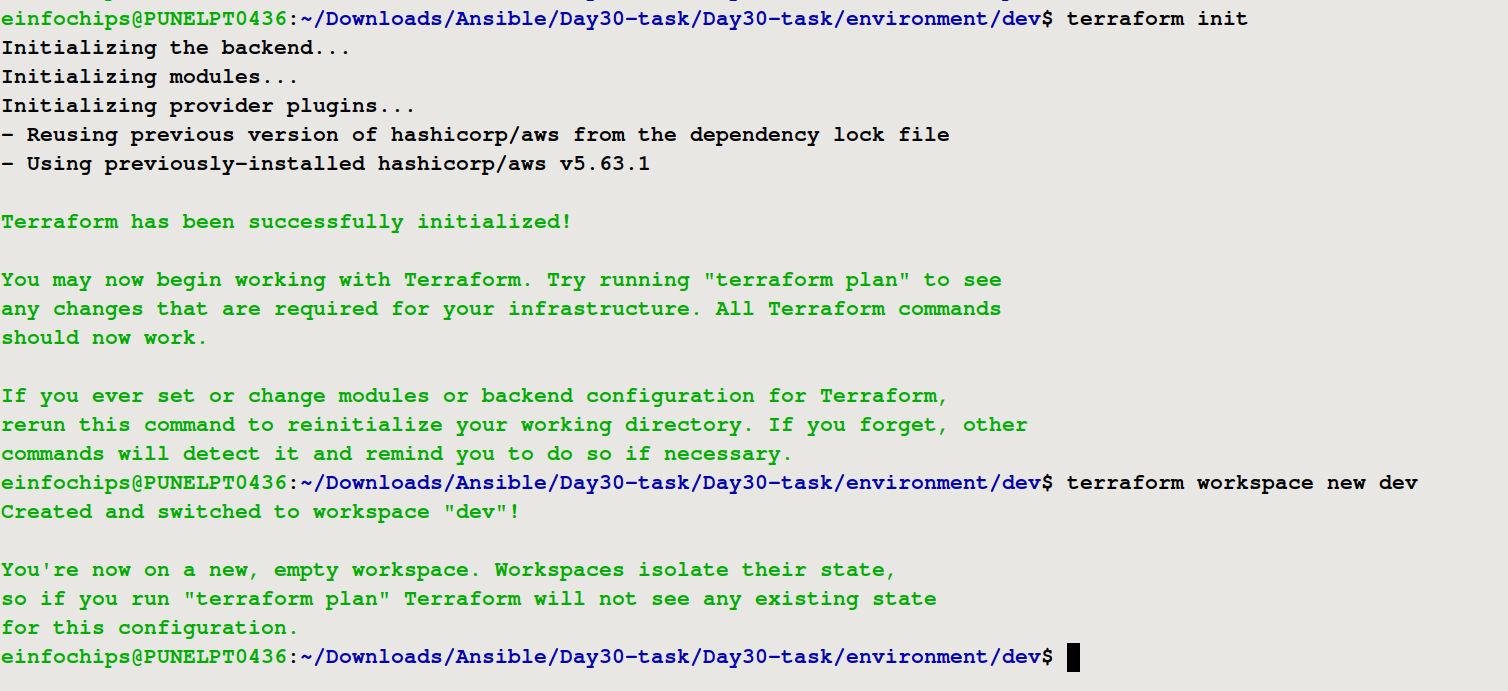 einfochips@PUNELPT0436:~/Downloads/Ansible/Day30-task/Day30-task/environment/dev$ terraform init
Initializing the backend...
Initializing modules...
Initializing provider plugins...
- Reusing previous version of hashicorp/aws from the dependency lock file
- Using previously-installed hashicorp/aws v5.63.1
Terraform has been successfully initialized!
You may now begin working with Terraform. Try running "terraform plan" to see
any changes that are required for your infrastructure. All Terraform commands
should now work.
If you ever set or change modules or backend configuration for Terraform,
rerun this command to reinitialize your working directory. If you forget, other
commands will detect it and remind you to do so if necessary.
einfochips@PUNELPT0436:~/Downloads/Ansible/Day30-task/Day30-task/environment/dev$ terraform workspace new dev
Created and switched to workspace "dev"!
You're now on a new, empty workspace. Workspaces isolate their state,
so if you run "terraform plan" Terraform will not see any existing state
for this configuration.
einfochips@PUNELPT0436:~/Downloads/Ansible/Day30-task/Day30-task/environment/dev$